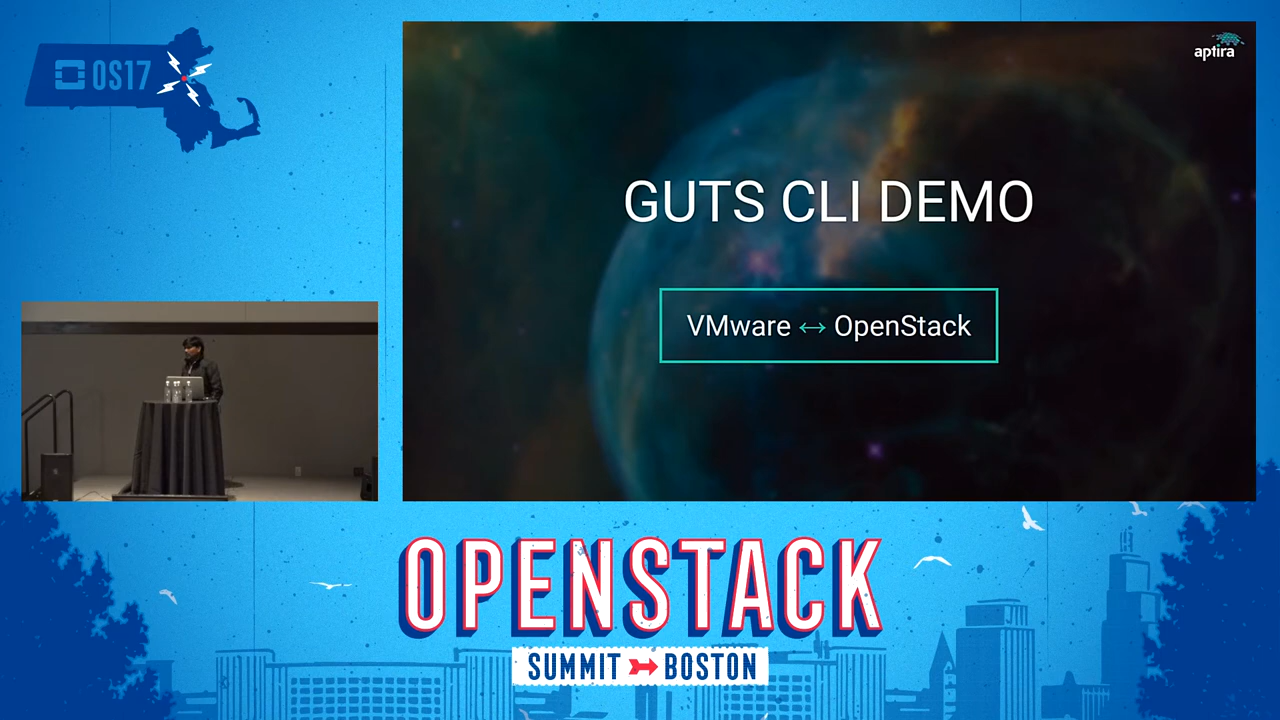 OS17
aptira
GUTS CLI DEMO
VMware ↔ OpenStack
OPENSTACK
SUMMIT BOSTON